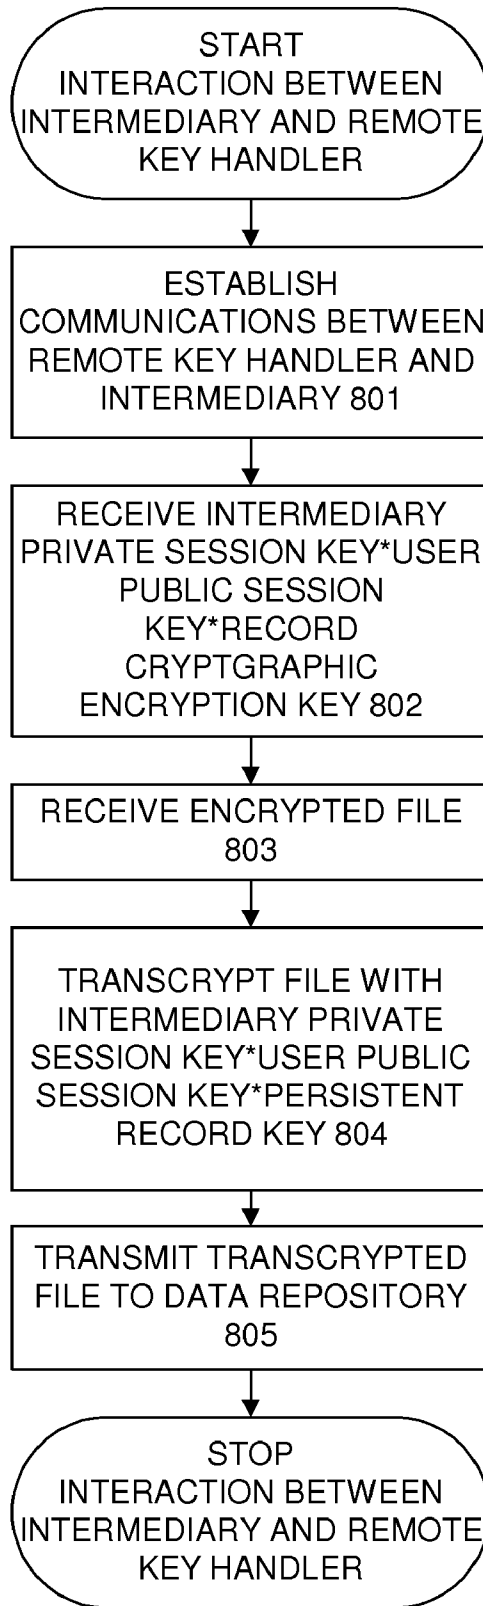 START
INTERACTION BETWEEN
INTERMEDIARY AND REMOTE
KEY HANDLER
ESTABLISH
COMMUNICATIONS BETWEEN
REMOTE KEY HANDLER AND
INTERMEDIARY 801
RECEIVE INTERMEDIARY
PRIVATE SESSION KEY*USER
PUBLIC SESSION
KEY*RECORD
CRYPTGRAPHIC
ENCRYPTION KEY 802
RECEIVE ENCRYPTED FILE
803
TRANSCRYPT FILE WITH
INTERMEDIARY PRIVATE
SESSION KEY*USER PUBLIC
SESSION KEY*PERSISTENT
RECORD KEY 804
TRANSMIT TRANSCRYPTED
FILE TO DATA REPOSITORY
805
STOP
INTERACTION BETWEEN
INTERMEDIARY AND REMOTE
KEY HANDLER